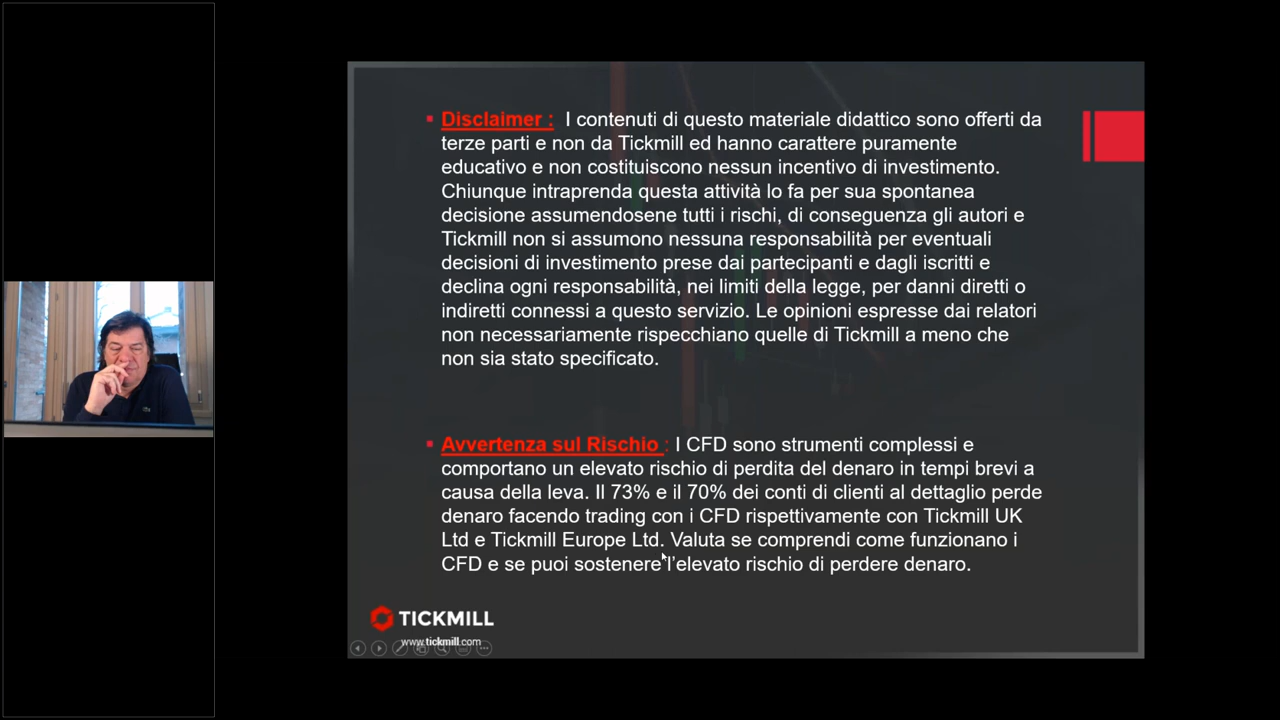 Disclaimer : I contenuti di questo materiale didattico sono offerti da
terze parti e non da Tickmill ed hanno carattere puramente
educativo e non costituiscono nessun incentivo di investimento.
Chiunque intraprenda questa attività lo fa per sua spontanea
decisione assumendosene tutti i rischi, di conseguenza gli autori e
Tickmill non si assumono nessuna responsabilità per eventuali
decisioni di investimento prese dai partecipanti e dagli iscritti e
declina ogni responsabilità, nei limiti della legge, per danni diretti o
indiretti connessi a questo servizio. Le opinioni espresse dai relatori
non necessariamente rispecchiano quelle di Tickmill a meno che
non sia stato specificato.
Avvertenza sul Rischio : I CFD sono strumenti complessi e
comportano un elevato rischio di perdita del denaro in tempi brevi a
causa della leva. Il 73% e il 70% dei conti di clienti al dettaglio perde
denaro facendo trading con i CFD rispettivamente con Tickmill UK
Ltd e Tickmill Europe Ltd. Valuta se comprendi come funzionano i
CFD e se puoi sostenere l’elevato rischio di perdere denaro.
TICKMILL
www.tickmill.com